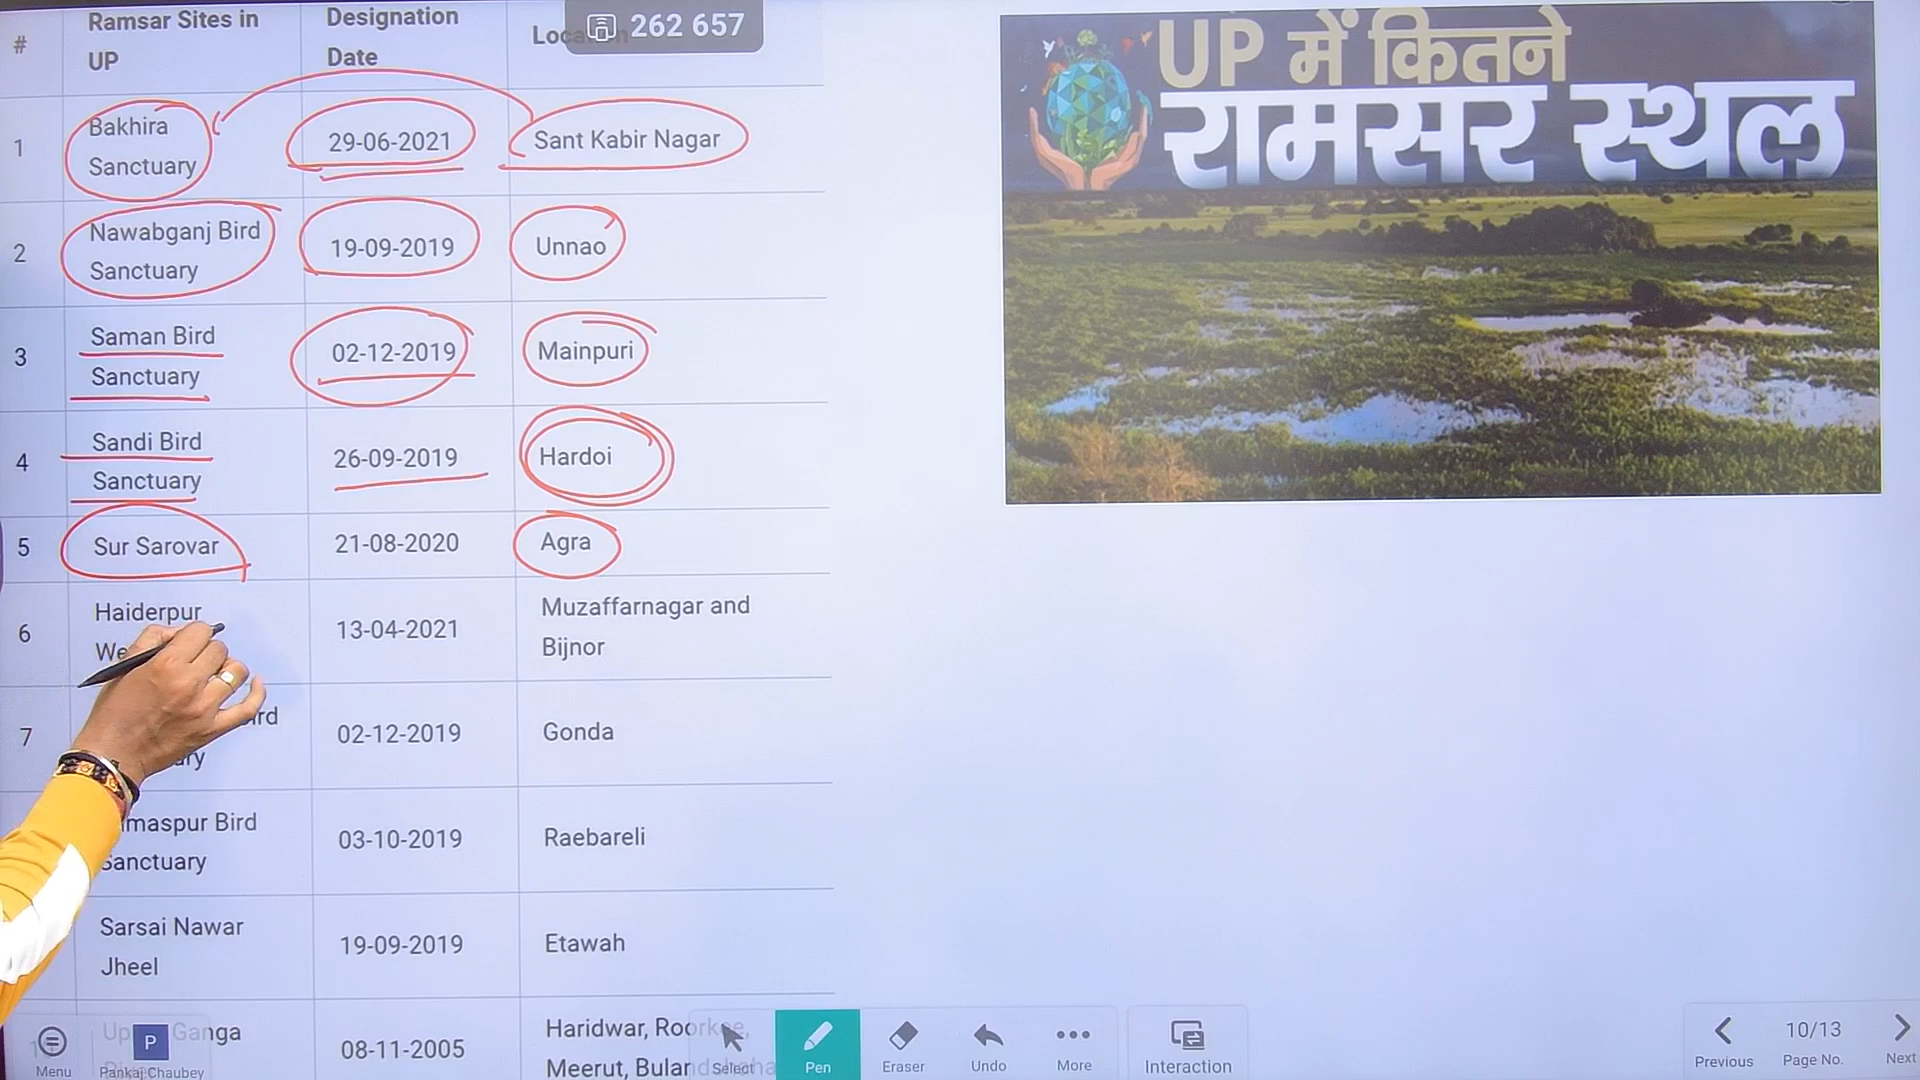 #
Ramsar Sites in
UP
Designation
Date
262 657
1
Bakhira
Sanctuary
29-06-2021
Sant Kabir Nagar
2
Nawabganj Bird
Sanctuary
19-09-2019
Unnao
3
Saman Bird
Sanctuary
02-12-2019
Mainpuri
4
Sandi Bird
Sanctuary
26-09-2019
Hardoi
5
Sur Sarovar
21-08-2020
Agra
6
Haiderpur
13-04-2021
Muzaffarnagar and
Bijnor
7
02-12-2019
Gonda
Bird
Sanctuary
03-10-2019
Raebareli
Sarsai Nawar
Jheel
19-09-2019
Etawah
Ganga
08-11-2005
Haridwar, Roorkee,
Meerut,
UP में कितने
रामसर स्थल
Menu
P
Pankaj Chaubey
Select
Pen
Eraser
Undo
More
Interaction
Previous
10/13
Page No.
Next